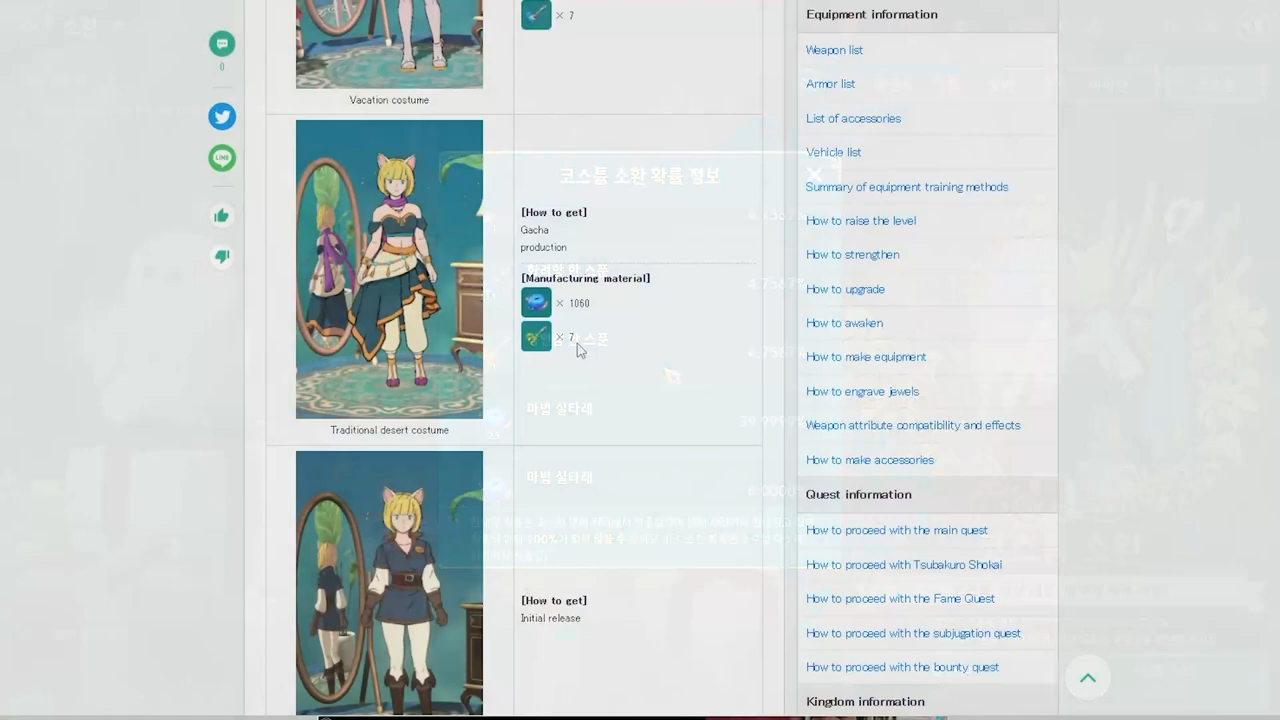 × 7
Vacation costume
0
LINE
코스튬 소환 확률 정보
[How to get]
Gacha
production
[Manufacturing material]
× 1060
× 7
한 스푼
마법 실타래
Traditional desert costume
마법 실타래
[How to get]
Initial release
Equipment information
Weapon list
Armor list
List of accessories
Vehicle list
Summary of equipment training methods
How to raise the level
How to strengthen
How to upgrade
How to awaken
How to make equipment
How to engrave jewels
Weapon attribute compatibility and effects
How to make accessories
Quest information
How to proceed with the main quest
How to proceed with Tsubakuro Shokai
How to proceed with the Fame Quest
How to proceed with the subjugation quest
How to proceed with the bounty quest
Kingdom information